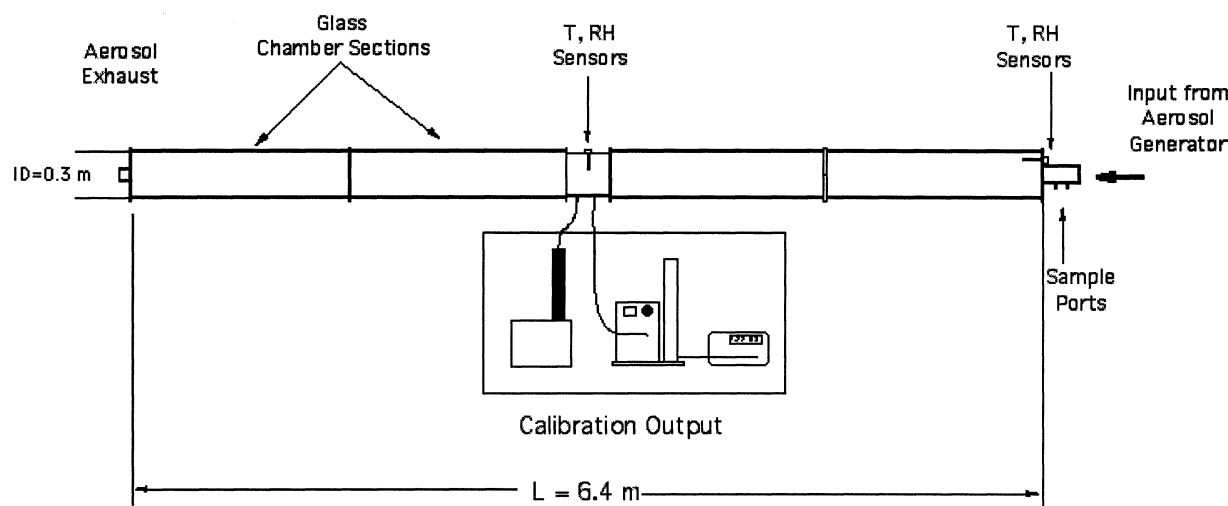 Glass
Chamber Sections
T, RH
Sensors
T, RH
Sensors
Aerosol
Exhaust
Input from
Aerosol
Generator
ID=0.3 m
Sample
Ports
Calibration Output
L = 6.4 m